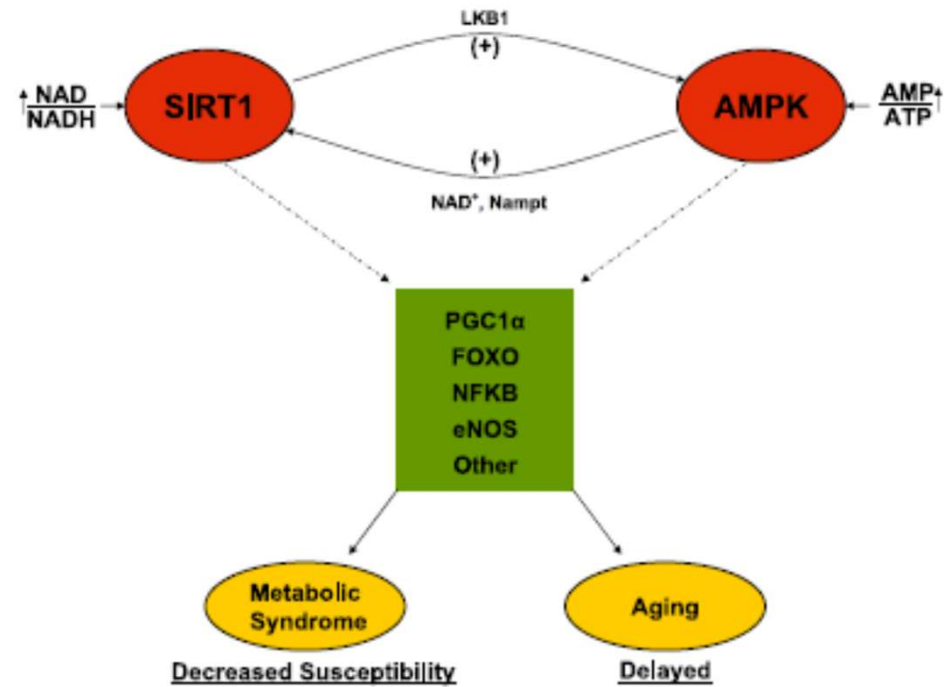 LKB1
(+)
↑NAD
NADH
SIRT1
AMPK
AMP↑
ATP
(+)
NAD⁺, Nampt
PGC1α
FOXO
NFKB
eNOS
Other
Metabolic
Syndrome
Aging
Decreased Susceptibility
Delayed